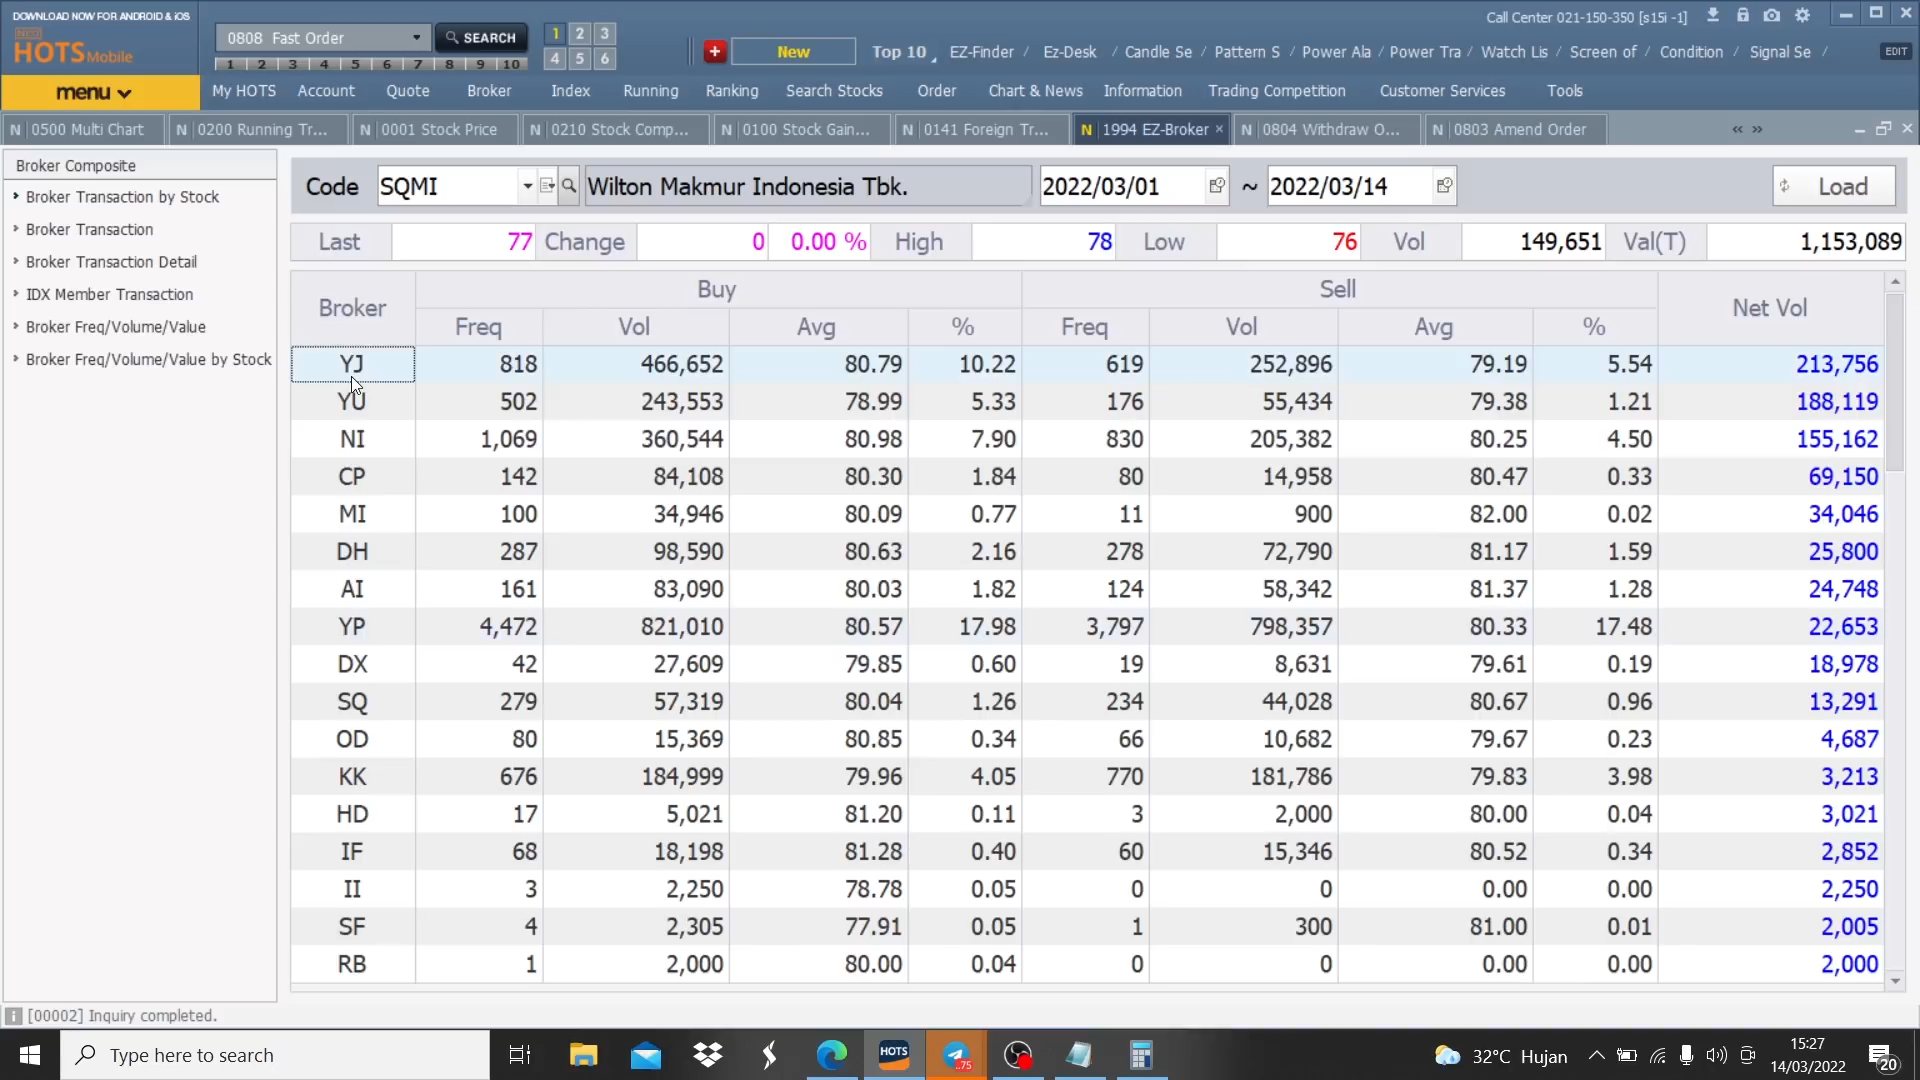 DOWNLOAD NOW FOR ANDROID & iOS
NEO
HOTS Mobile
0808 Fast Order
SEARCH
1 2 3 4 5 6 7 8 9 10
1 2 3
4 5 6
New
Top 10
EZ-Finder / Ez-Desk / Candle Se / Pattern S / Power Ala / Power Tra / Watch Lis / Screen of / Condition / Signal Se /
Call Center 021-150-350 [s15i -1]
EDIT
menu
My HOTS Account Quote Broker Index Running Ranking Search Stocks Order Chart & News Information Trading Competition Customer Services Tools
N 0500 Multi Chart N 0200 Running Tr... N 0001 Stock Price N 0210 Stock Comp... N 0100 Stock Gain... N 0141 Foreign Tr... N 1994 EZ-Broker × N 0804 Withdraw O... N 0803 Amend Order « »
Broker Composite
Broker Transaction by Stock
Broker Transaction
Broker Transaction Detail
IDX Member Transaction
Broker Freq/Volume/Value
Broker Freq/Volume/Value by Stock
Code SQMI Wilton Makmur Indonesia Tbk. 2022/03/01 ~ 2022/03/14 Load
Last 77 Change 0 0.00 % High 78 Low 76 Vol 149,651 Val(T) 1,153,089
Broker Buy Sell Net Vol
Freq Vol Avg % Freq Vol Avg %
YJ 818 466,652 80.79 10.22 619 252,896 79.19 5.54 213,756
YU 502 243,553 78.99 5.33 176 55,434 79.38 1.21 188,119
NI 1,069 360,544 80.98 7.90 830 205,382 80.25 4.50 155,162
CP 142 84,108 80.30 1.84 80 14,958 80.47 0.33 69,150
MI 100 34,946 80.09 0.77 11 900 82.00 0.02 34,046
DH 287 98,590 80.63 2.16 278 72,790 81.17 1.59 25,800
AI 161 83,090 80.03 1.82 124 58,342 81.37 1.28 24,748
YP 4,472 821,010 80.57 17.98 3,797 798,357 80.33 17.48 22,653
DX 42 27,609 79.85 0.60 19 8,631 79.61 0.19 18,978
SQ 279 57,319 80.04 1.26 234 44,028 80.67 0.96 13,291
OD 80 15,369 80.85 0.34 66 10,682 79.67 0.23 4,687
KK 676 184,999 79.96 4.05 770 181,786 79.83 3.98 3,213
HD 17 5,021 81.20 0.11 3 2,000 80.00 0.04 3,021
IF 68 18,198 81.28 0.40 60 15,346 80.52 0.34 2,852
II 3 2,250 78.78 0.05 0 0 0.00 0.00 2,250
SF 4 2,305 77.91 0.05 1 300 81.00 0.01 2,005
RB 1 2,000 80.00 0.04 0 0 0.00 0.00 2,000
[00002] Inquiry completed.
Type here to search
HOTS
75
32°C Hujan
15:27
14/03/2022
20